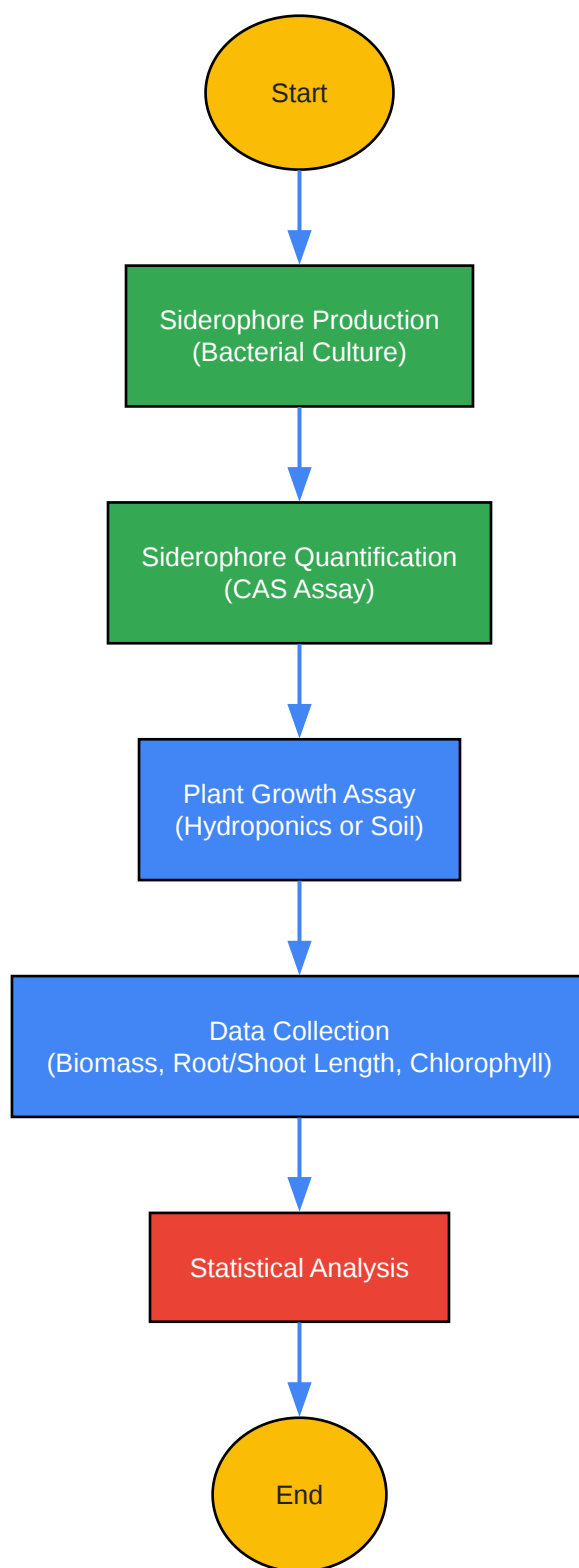 Start
Siderophore Production
(Bacterial Culture)
Siderophore Quantification
(CAS Assay)
Plant Growth Assay
(Hydroponics or Soil)
Data Collection
(Biomass, Root/Shoot Length, Chlorophyll)
Statistical Analysis
End